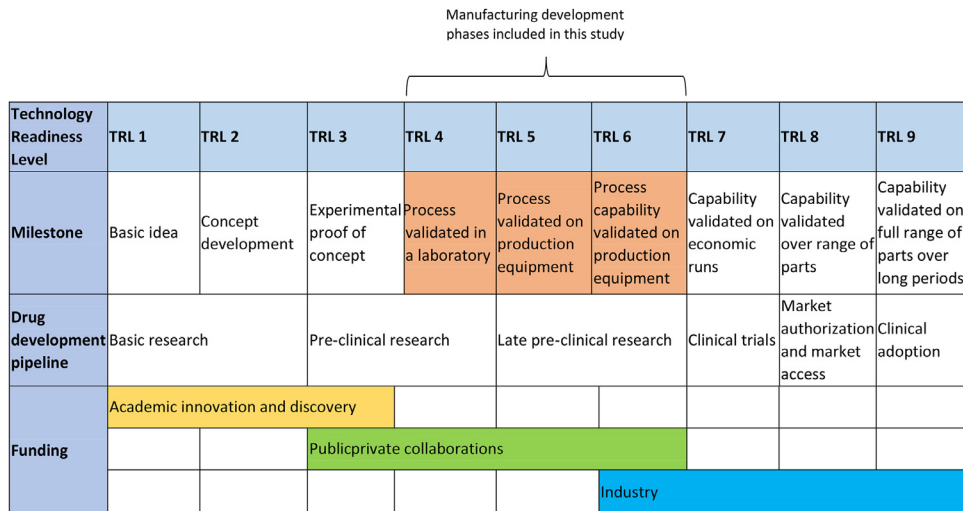 Manufacturing development
phases included in this study
Technology
Readiness
Level
TRL 1
TRL 2
TRL 3
TRL 4
TRL 5
TRL 6
TRL 7
TRL 8
TRL 9
Milestone
Basic idea
Concept
development
Experimental
proof of
concept
Process
validated in
a laboratory
Process
validated on
production
equipment
Process
capability
validated on
production
equipment
Capability
validated on
economic
runs
Capability
validated
over range of
parts
Capability
validated on
full range of
parts over
long periods
Drug
development
pipeline
Basic research
Pre-clinical research
Late pre-clinical research
Clinical trials
Market
authorization
and market
access
Clinical
adoption
Funding
Academic innovation and discovery
Publicprivate collaborations
Industry